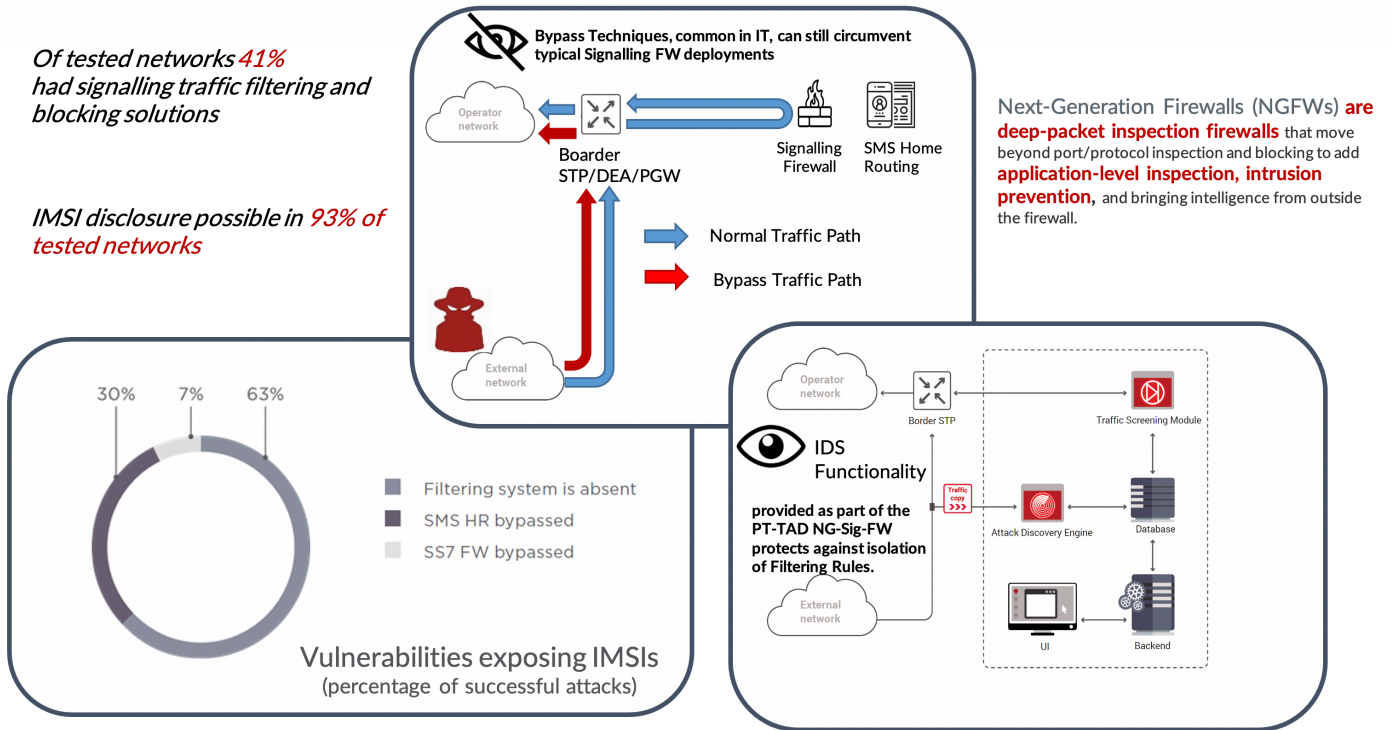 Of tested networks 41%
had signalling traffic filtering and
blocking solutions
IMSI disclosure possible in 93% of
tested networks
Bypass Techniques, common in IT, can still circumvent
typical Signalling FW deployments
Operator
network
Boarder
STP/DEA/PGW
Signalling
Firewall
SMS Home
Routing
Normal Traffic Path
Bypass Traffic Path
External
network
Next-Generation Firewalls (NGFWs) are
deep-packet inspection firewalls that move
beyond port/protocol inspection and blocking to add
application-level inspection, intrusion
prevention, and bringing intelligence from outside
the firewall.
30%
7%
63%
Filtering system is absent
SMS HR bypassed
SS7 FW bypassed
Vulnerabilities exposing IMSIs
(percentage of successful attacks)
Operator
network
Border STP
Traffic Screening Module
IDS
Functionality
provided as part of the
PT-TAD NG-Sig-FW
protects against isolation
of Filtering Rules.
Traffic
copy
Attack Discovery Engine
Database
External
network
UI
Backend